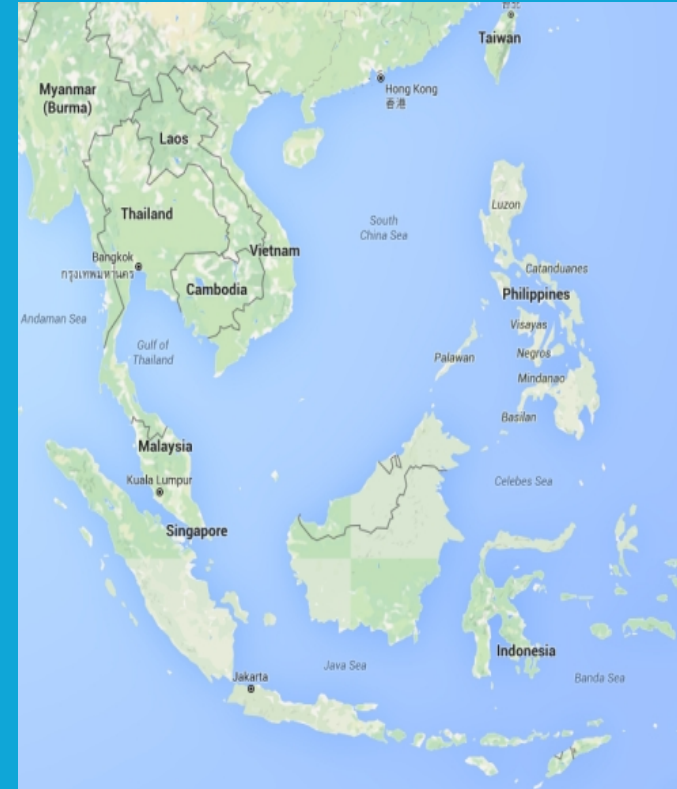 台北
Taiwan
Myanmar
(Burma)
Hong Kong
香港
Laos
Luzon
Thailand
South
China Sea
Vietnam
Bangkok
กรุงเทพมหานคร
Catanduanes
Cambodia
Philippines
Andaman Sea
Visayas
Gulf of
Thailand
Palawan
Negros
Mindanao
Basilan
Malaysia
Kuala Lumpur
Celebes Sea
Singapore
Indonesia
Java Sea
Jakarta
Banda Sea